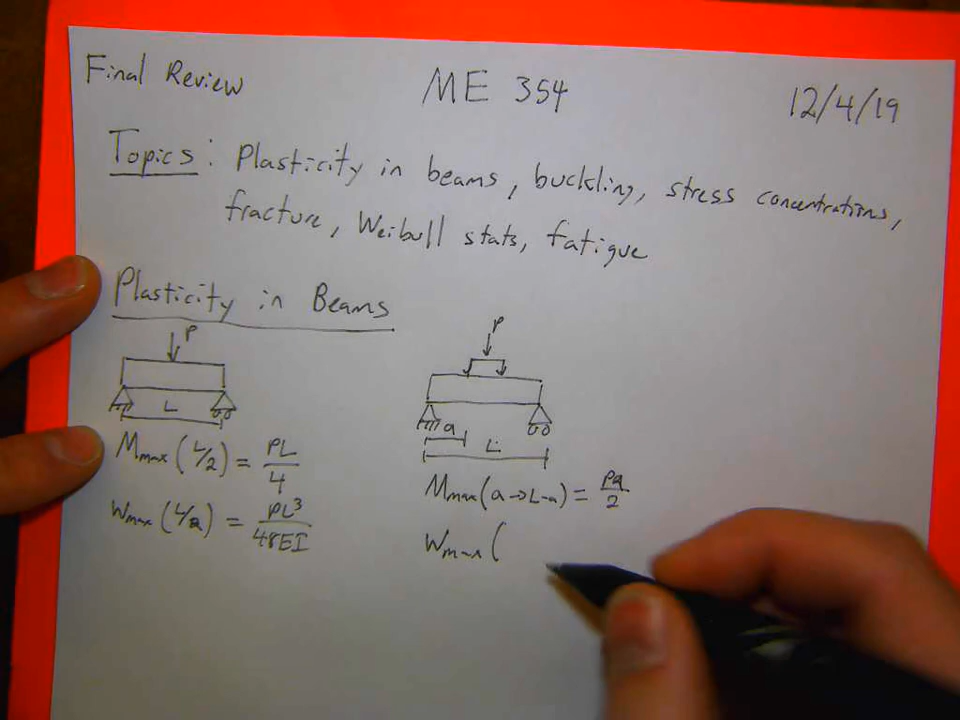 Final Review ME 354 12/4/19
Topics: Plasticity in beams, buckling, stress concentrations,
fracture, Weibull stats, fatigue
Plasticity in Beams
P P
L a
L
Mmax (L/2) = PL/4 Mmax (a→L-a) = Pa/2
Wmax (L/2) = PL³/48EI Wmax (